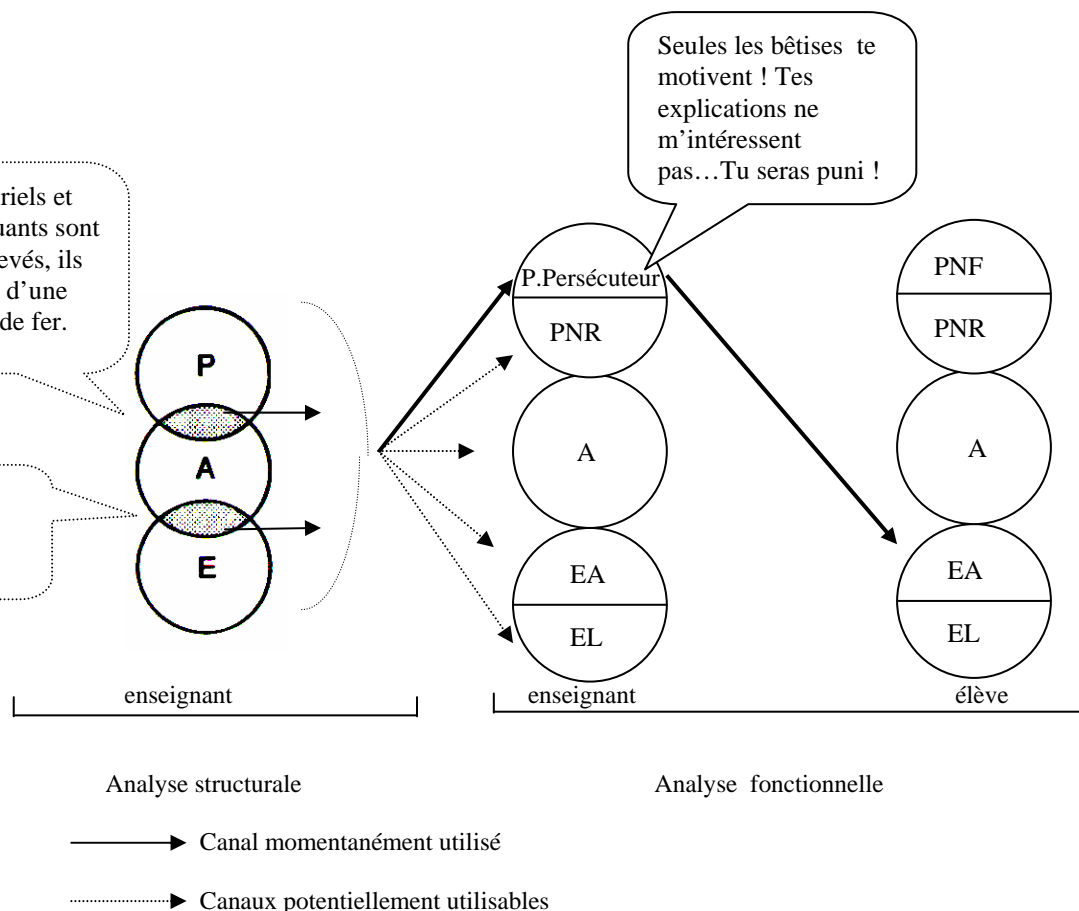 Seules les bêtises te
motivent ! Tes
explications ne
m'intéressent
pas…Tu seras puni !
riels et
uants sont
evés, ils
d'une
de fer.
P
A
E
P.Persécuteur
PNR
A
EA
EL
PNF
PNR
A
EA
EL
enseignant
enseignant
élève
Analyse structurale
Analyse fonctionnelle
Canal momentanément utilisé
Canaux potentiellement utilisables